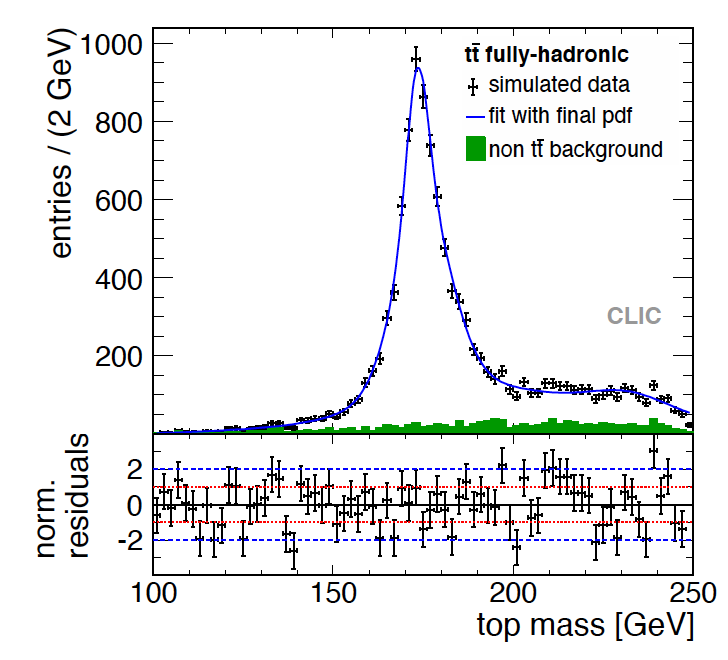 entries / (2 GeV)
1000
800
600
400
200
tt̄ fully-hadronic
simulated data
fit with final pdf
non tt̄ background
CLIC
norm.
residuals
2
0
-2
100
150
200
250
top mass [GeV]